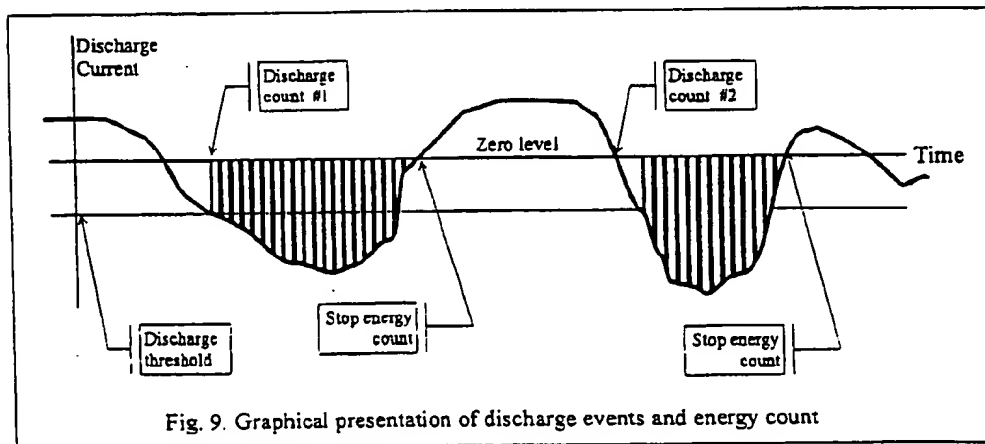 Discharge
Current
Discharge
count #1
Discharge
count #2
Zero level
Time
Discharge
threshold
Stop energy
count
Stop energy
count
Fig. 9. Graphical presentation of discharge events and energy count